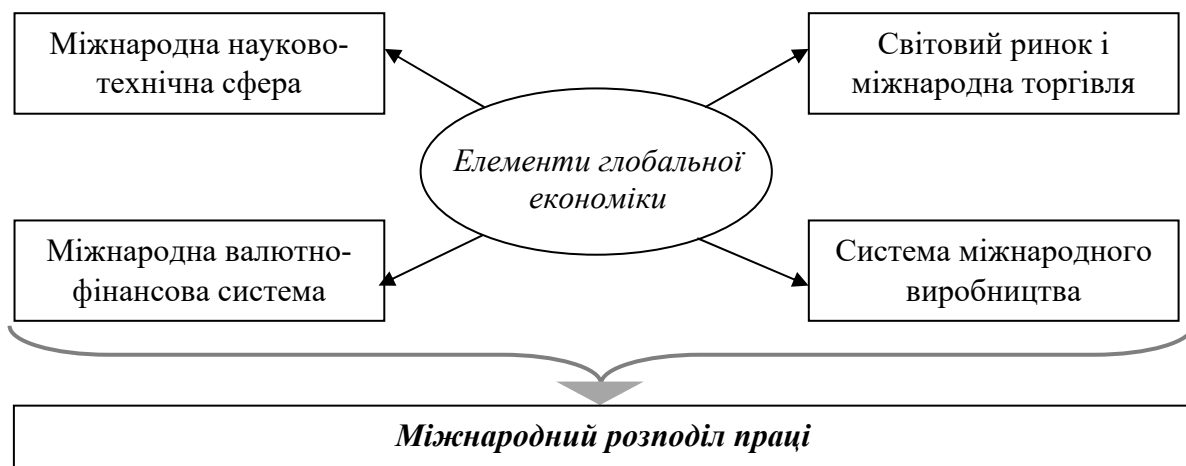 Міжнародна науково-
технічна сфера
Світовий ринок і
міжнародна торгівля
Елементи глобальної
економіки
Міжнародна валютно-
фінансова система
Система міжнародного
виробництва
Міжнародний розподіл праці